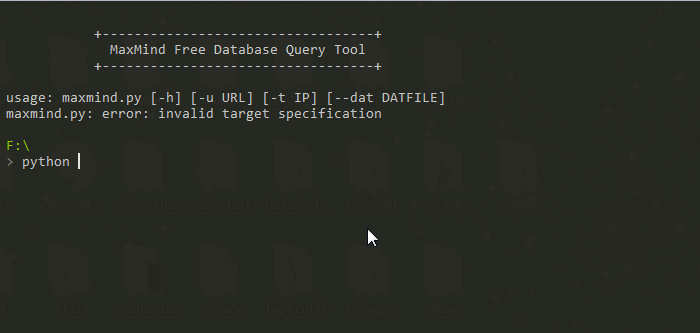 +----------------------------------+
MaxMind Free Database Query Tool
+----------------------------------+
usage: maxmind.py [-h] [-u URL] [-t IP] [--dat DATFILE]
maxmind.py: error: invalid target specification
F:\
> python